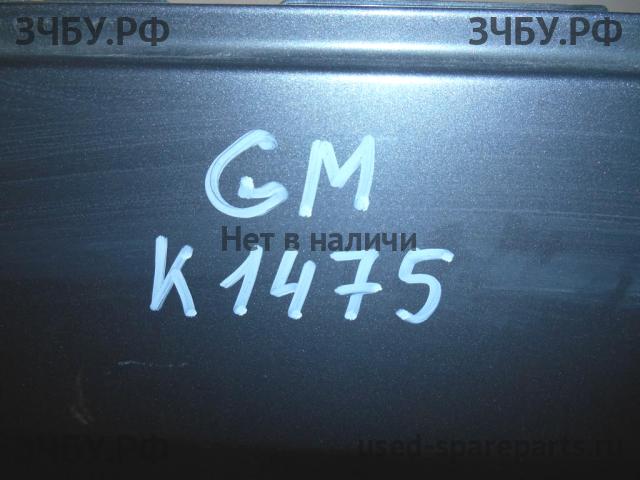 ЗЧБУ.РФ ЗЧБУ.РФ
GM
Нет в наличи
K1475
ЗЧБУ.РФ used-spareparts.ru